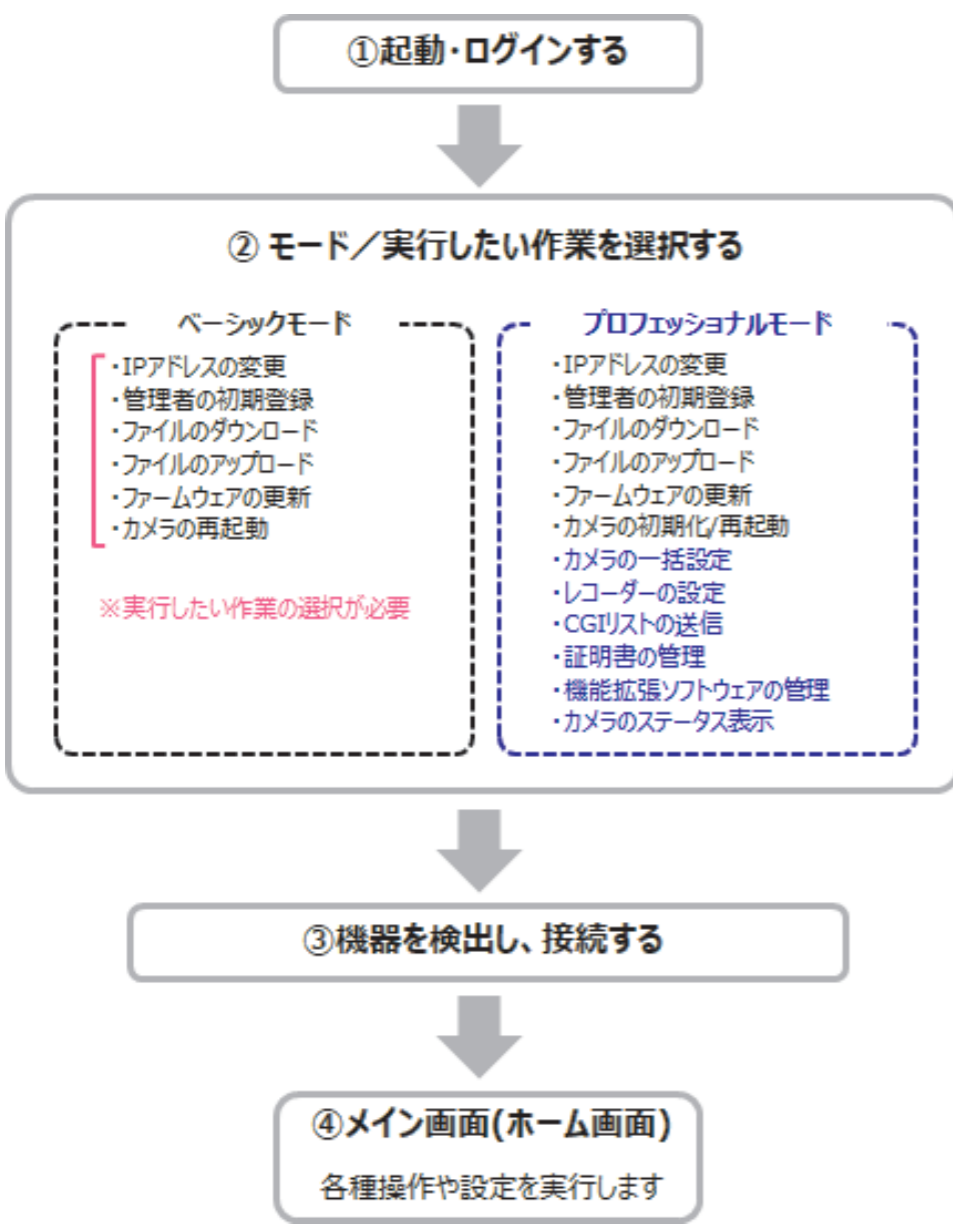 ①起動・ログインする
② モード／実行したい作業を選択する
ベーシックモード
・IPアドレスの変更
・管理者の初期登録
・ファイルのダウンロード
・ファイルのアップロード
・ファームウェアの更新
・カメラの再起動
※実行したい作業の選択が必要
プロフェッショナルモード
・IPアドレスの変更
・管理者の初期登録
・ファイルのダウンロード
・ファイルのアップロード
・ファームウェアの更新
・カメラの初期化/再起動
・カメラの一括設定
・レコーダーの設定
・CGIリストの送信
・証明書の管理
・機能拡張ソフトウェアの管理
・カメラのステータス表示
③機器を検出し、接続する
④メイン画面(ホーム画面)
各種操作や設定を実行します